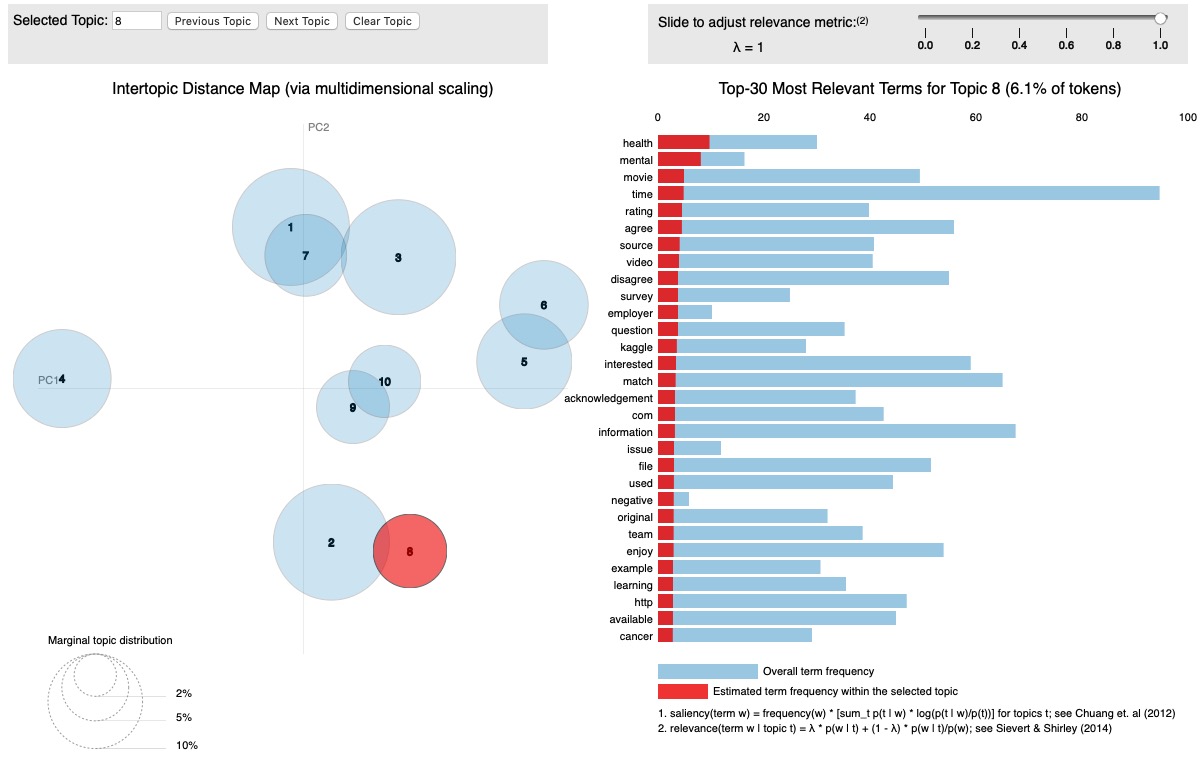 Selected Topic: 8 Previous Topic Next Topic Clear Topic
Slide to adjust relevance metric:(2)
λ = 1
0.0 0.2 0.4 0.6 0.8 1.0
Intertopic Distance Map (via multidimensional scaling)
PC2
1
7
3
6
5
PC1
4
10
9
2
8
Marginal topic distribution
2%
5%
10%
Top-30 Most Relevant Terms for Topic 8 (6.1% of tokens)
0 20 40 60 80 100
health
mental
movie
time
rating
agree
source
video
disagree
survey
employer
question
kaggle
interested
match
acknowledgement
com
information
issue
file
used
negative
original
team
enjoy
example
learning
http
available
cancer
Overall term frequency
Estimated term frequency within the selected topic
1. saliency(term w) = frequency(w) * [sum_t p(t | w) * log(p(t | w)/p(t))] for topics t; see Chuang et. al (2012)
2. relevance(term w | topic t) = λ * p(w | t) + (1 - λ) * p(w | t)/p(w); see Sievert & Shirley (2014)